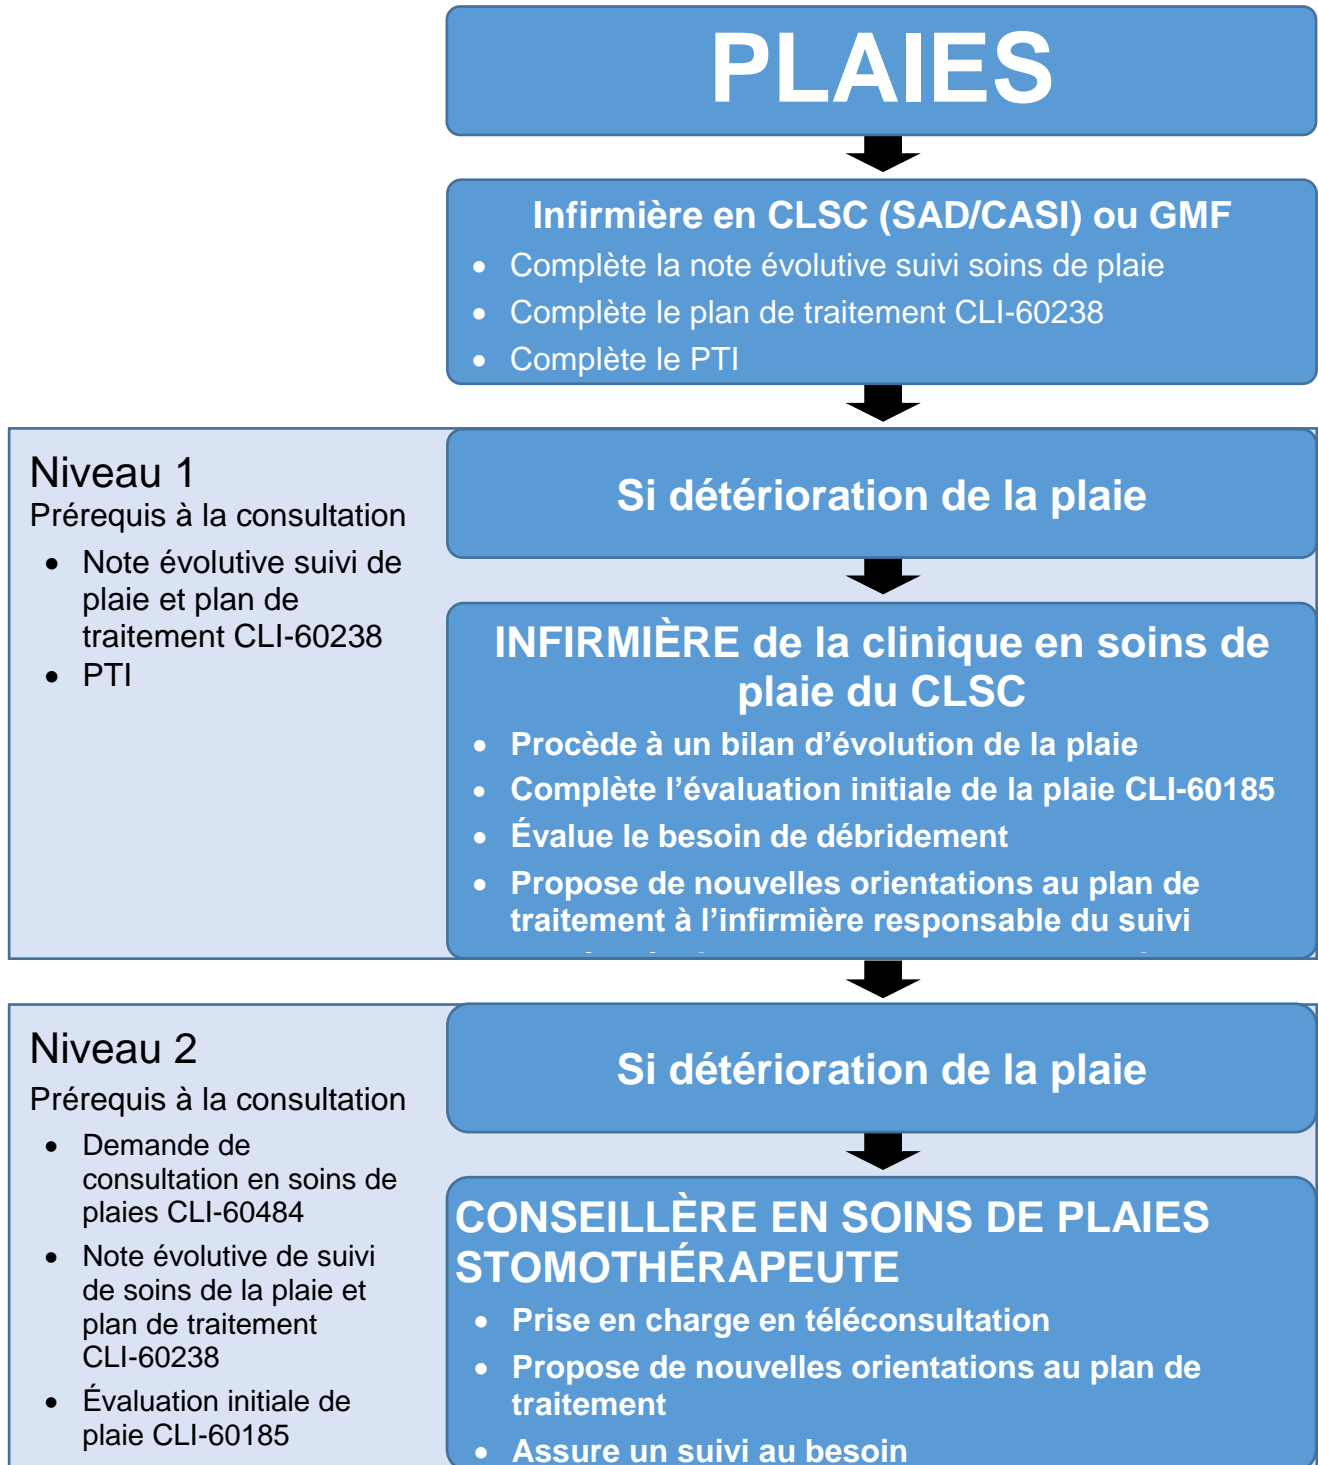 PLAIES
Infirmière en CLSC (SAD/CASI) ou GMF
• Complète la note évolutive suivi soins de plaie
• Complète le plan de traitement CLI-60238
• Complète le PTI
Niveau 1
Prérequis à la consultation
• Note évolutive suivi de
plaie et plan de
traitement CLI-60238
• PTI
Si détérioration de la plaie
INFIRMIÈRE de la clinique en soins de
plaie du CLSC
• Procède à un bilan d’évolution de la plaie
• Complète l’évaluation initiale de la plaie CLI-60185
• Évalue le besoin de débridement
• Propose de nouvelles orientations au plan de
traitement à l’infirmière responsable du suivi
Niveau 2
Prérequis à la consultation
• Demande de
consultation en soins de
plaies CLI-60484
• Note évolutive de suivi
de soins de la plaie et
plan de traitement
CLI-60238
• Évaluation initiale de
plaie CLI-60185
Si détérioration de la plaie
CONSEILLÈRE EN SOINS DE PLAIES
STOMOTHÉRAPEUTE
• Prise en charge en téléconsultation
• Propose de nouvelles orientations au plan de
traitement
• Assure un suivi au besoin